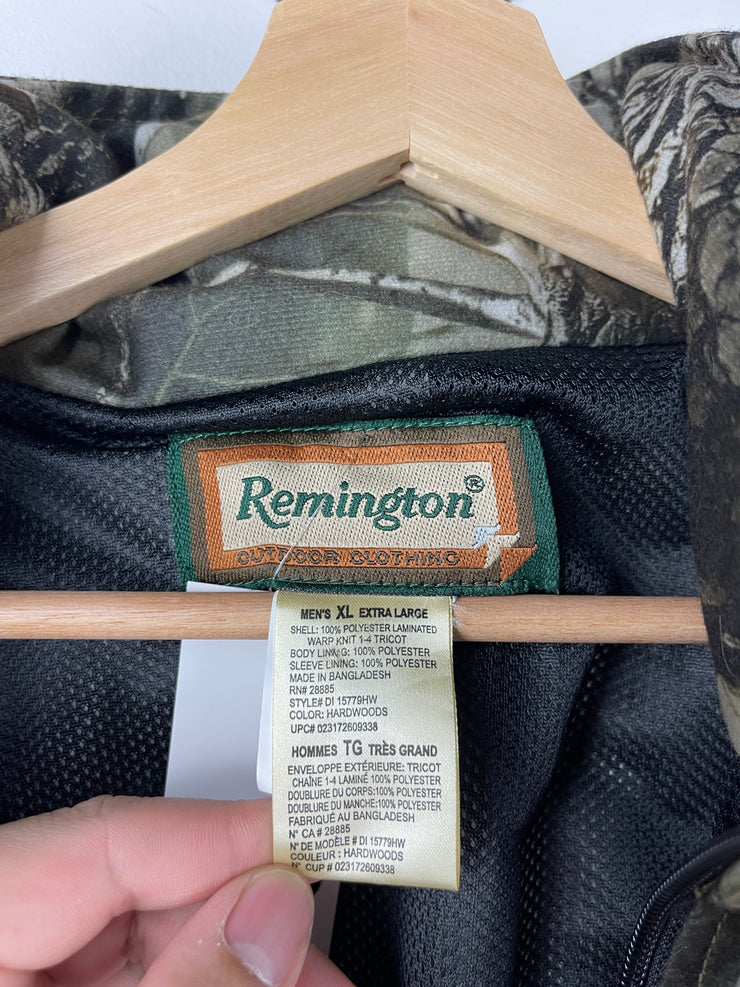 Remington®
OUTDOOR CLOTHING
MEN'S XL EXTRA LARGE
SHELL: 100% POLYESTER LAMINATED
WARP KNIT 1-4 TRICOT
BODY LINING: 100% POLYESTER
SLEEVE LINING: 100% POLYESTER
MADE IN BANGLADESH
RN# 28885
STYLE# DI 15779HW
COLOR: HARDWOODS
UPC# 023172609338
HOMMES TG TRÈS GRAND
ENVELOPPE EXTÉRIEURE: TRICOT
CHAÎNE 1-4 LAMINÉ 100% POLYESTER
DOUBLURE DU CORPS:100% POLYESTER
DOUBLURE DU MANCHE:100% POLYESTER
FABRIQUÉ AU BANGLADESH
N° CA # 28885
N° DE MODÈLE # DI 15779HW
COULEUR : HARDWOODS
N° CUP # 023172609338